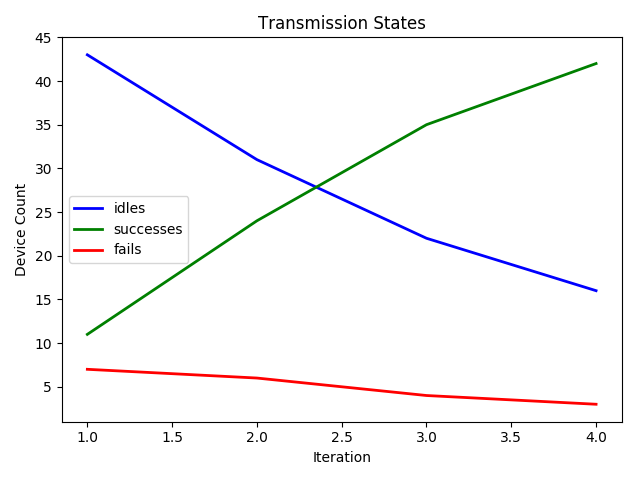 Transmission States
Device Count
45
40
35
30
25
20
15
10
5
idles
successes
fails
1.0 1.5 2.0 2.5 3.0 3.5 4.0
Iteration